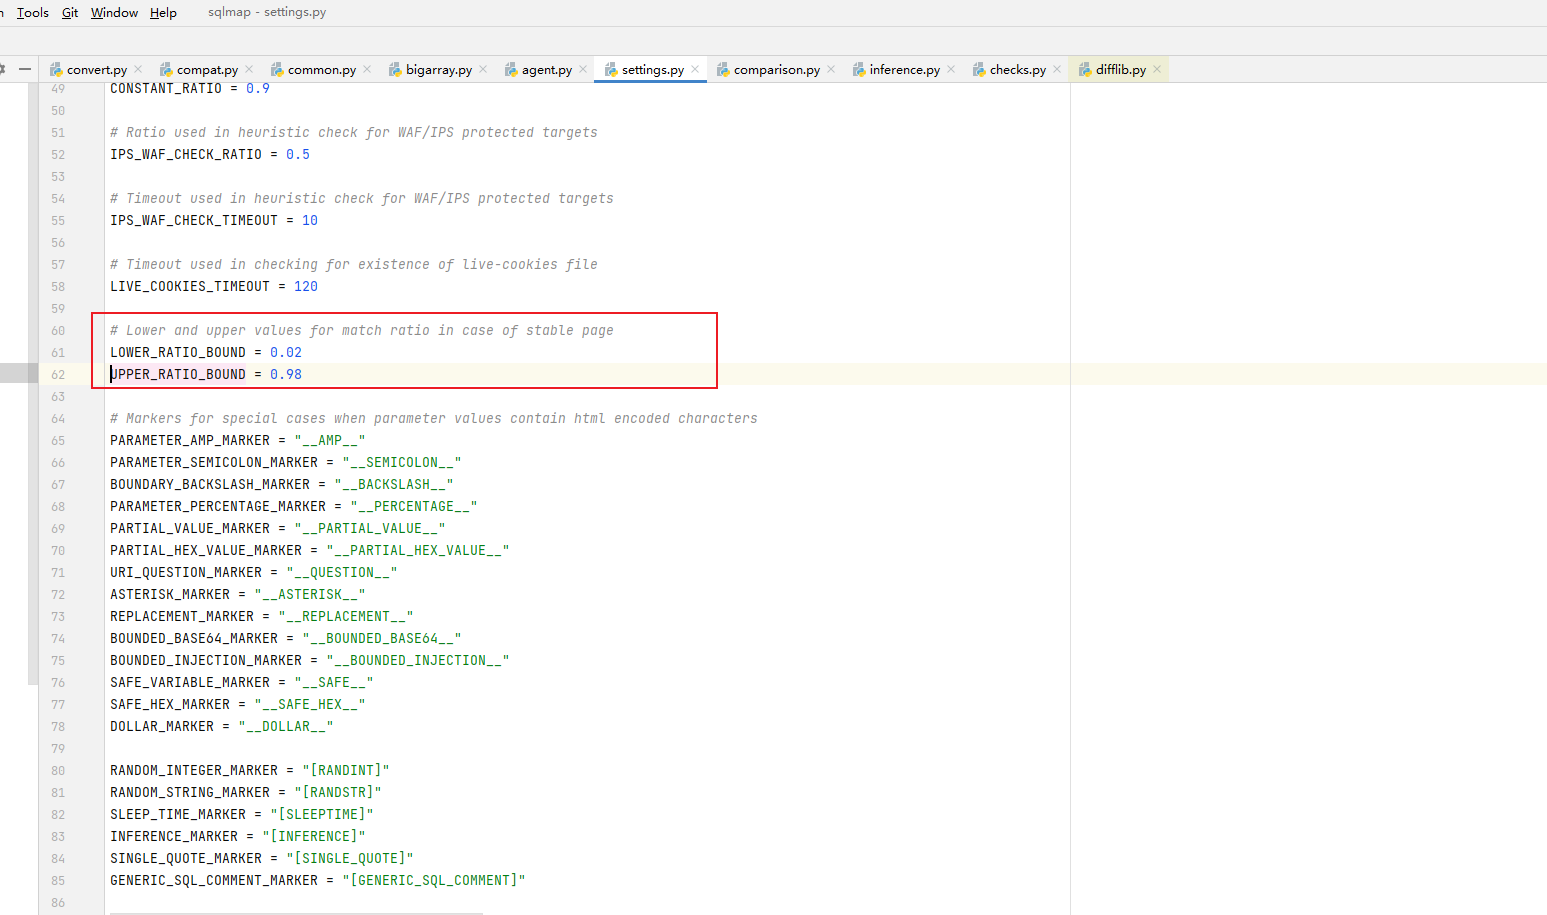 Tools Git Window Help sqlmap - settings.py
convert.py compat.py common.py bigarray.py agent.py settings.py comparison.py inference.py checks.py difflib.py
49 CONSTANT_RATIO = 0.9
50
51 # Ratio used in heuristic check for WAF/IPS protected targets
52 IPS_WAF_CHECK_RATIO = 0.5
53
54 # Timeout used in heuristic check for WAF/IPS protected targets
55 IPS_WAF_CHECK_TIMEOUT = 10
56
57 # Timeout used in checking for existence of live-cookies file
58 LIVE_COOKIES_TIMEOUT = 120
59
60 # Lower and upper values for match ratio in case of stable page
61 LOWER_RATIO_BOUND = 0.02
62 UPPER_RATIO_BOUND = 0.98
63
64 # Markers for special cases when parameter values contain html encoded characters
65 PARAMETER_AMP_MARKER = "__AMP__"
66 PARAMETER_SEMICOLON_MARKER = "__SEMICOLON__"
67 BOUNDARY_BACKSLASH_MARKER = "__BACKSLASH__"
68 PARAMETER_PERCENTAGE_MARKER = "__PERCENTAGE__"
69 PARTIAL_VALUE_MARKER = "__PARTIAL_VALUE__"
70 PARTIAL_HEX_VALUE_MARKER = "__PARTIAL_HEX_VALUE__"
71 URI_QUESTION_MARKER = "__QUESTION__"
72 ASTERISK_MARKER = "__ASTERISK__"
73 REPLACEMENT_MARKER = "__REPLACEMENT__"
74 BOUNDED_BASE64_MARKER = "__BOUNDED_BASE64__"
75 BOUNDED_INJECTION_MARKER = "__BOUNDED_INJECTION__"
76 SAFE_VARIABLE_MARKER = "__SAFE__"
77 SAFE_HEX_MARKER = "__SAFE_HEX__"
78 DOLLAR_MARKER = "__DOLLAR__"
79
80 RANDOM_INTEGER_MARKER = "[RANDINT]"
81 RANDOM_STRING_MARKER = "[RANDSTR]"
82 SLEEP_TIME_MARKER = "[SLEEPTIME]"
83 INFERENCE_MARKER = "[INFERENCE]"
84 SINGLE_QUOTE_MARKER = "[SINGLE_QUOTE]"
85 GENERIC_SQL_COMMENT_MARKER = "[GENERIC_SQL_COMMENT]"
86